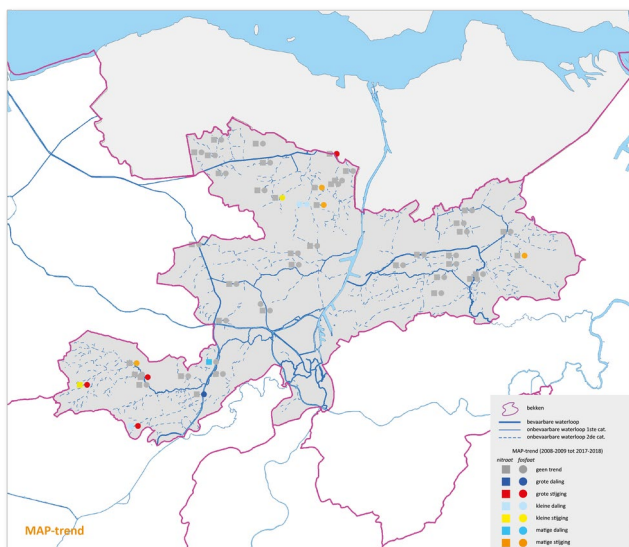 bekken
bevaarbare waterloop
onbevaarbare waterloop 1ste cat.
onbevaarbare waterloop 2de cat.
MAP-trend (2008-2009 tot 2017-2018)
nitraat fosfaat
geen trend
grote daling
grote stijging
kleine daling
kleine stijging
matige daling
matige stijging
MAP-trend